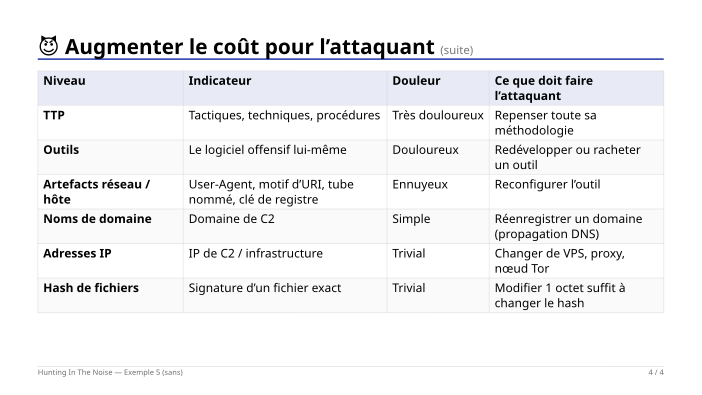 😈 Augmenter le coût pour l’attaquant (suite)
Niveau Indicateur Douleur Ce que doit faire
l’attaquant
TTP Tactiques, techniques, procédures Très douloureux Repenser toute sa
méthodologie
Outils Le logiciel offensif lui-même Douloureux Redévelopper ou racheter
un outil
Artefacts réseau / User-Agent, motif d’URI, tube Ennuyeux Reconfigurer l’outil
hôte nommé, clé de registre
Noms de domaine Domaine de C2 Simple Réenregistrer un domaine
(propagation DNS)
Adresses IP IP de C2 / infrastructure Trivial Changer de VPS, proxy,
nœud Tor
Hash de fichiers Signature d’un fichier exact Trivial Modifier 1 octet suffit à
changer le hash
Hunting In The Noise — Exemple 5 (sans) 4 / 4